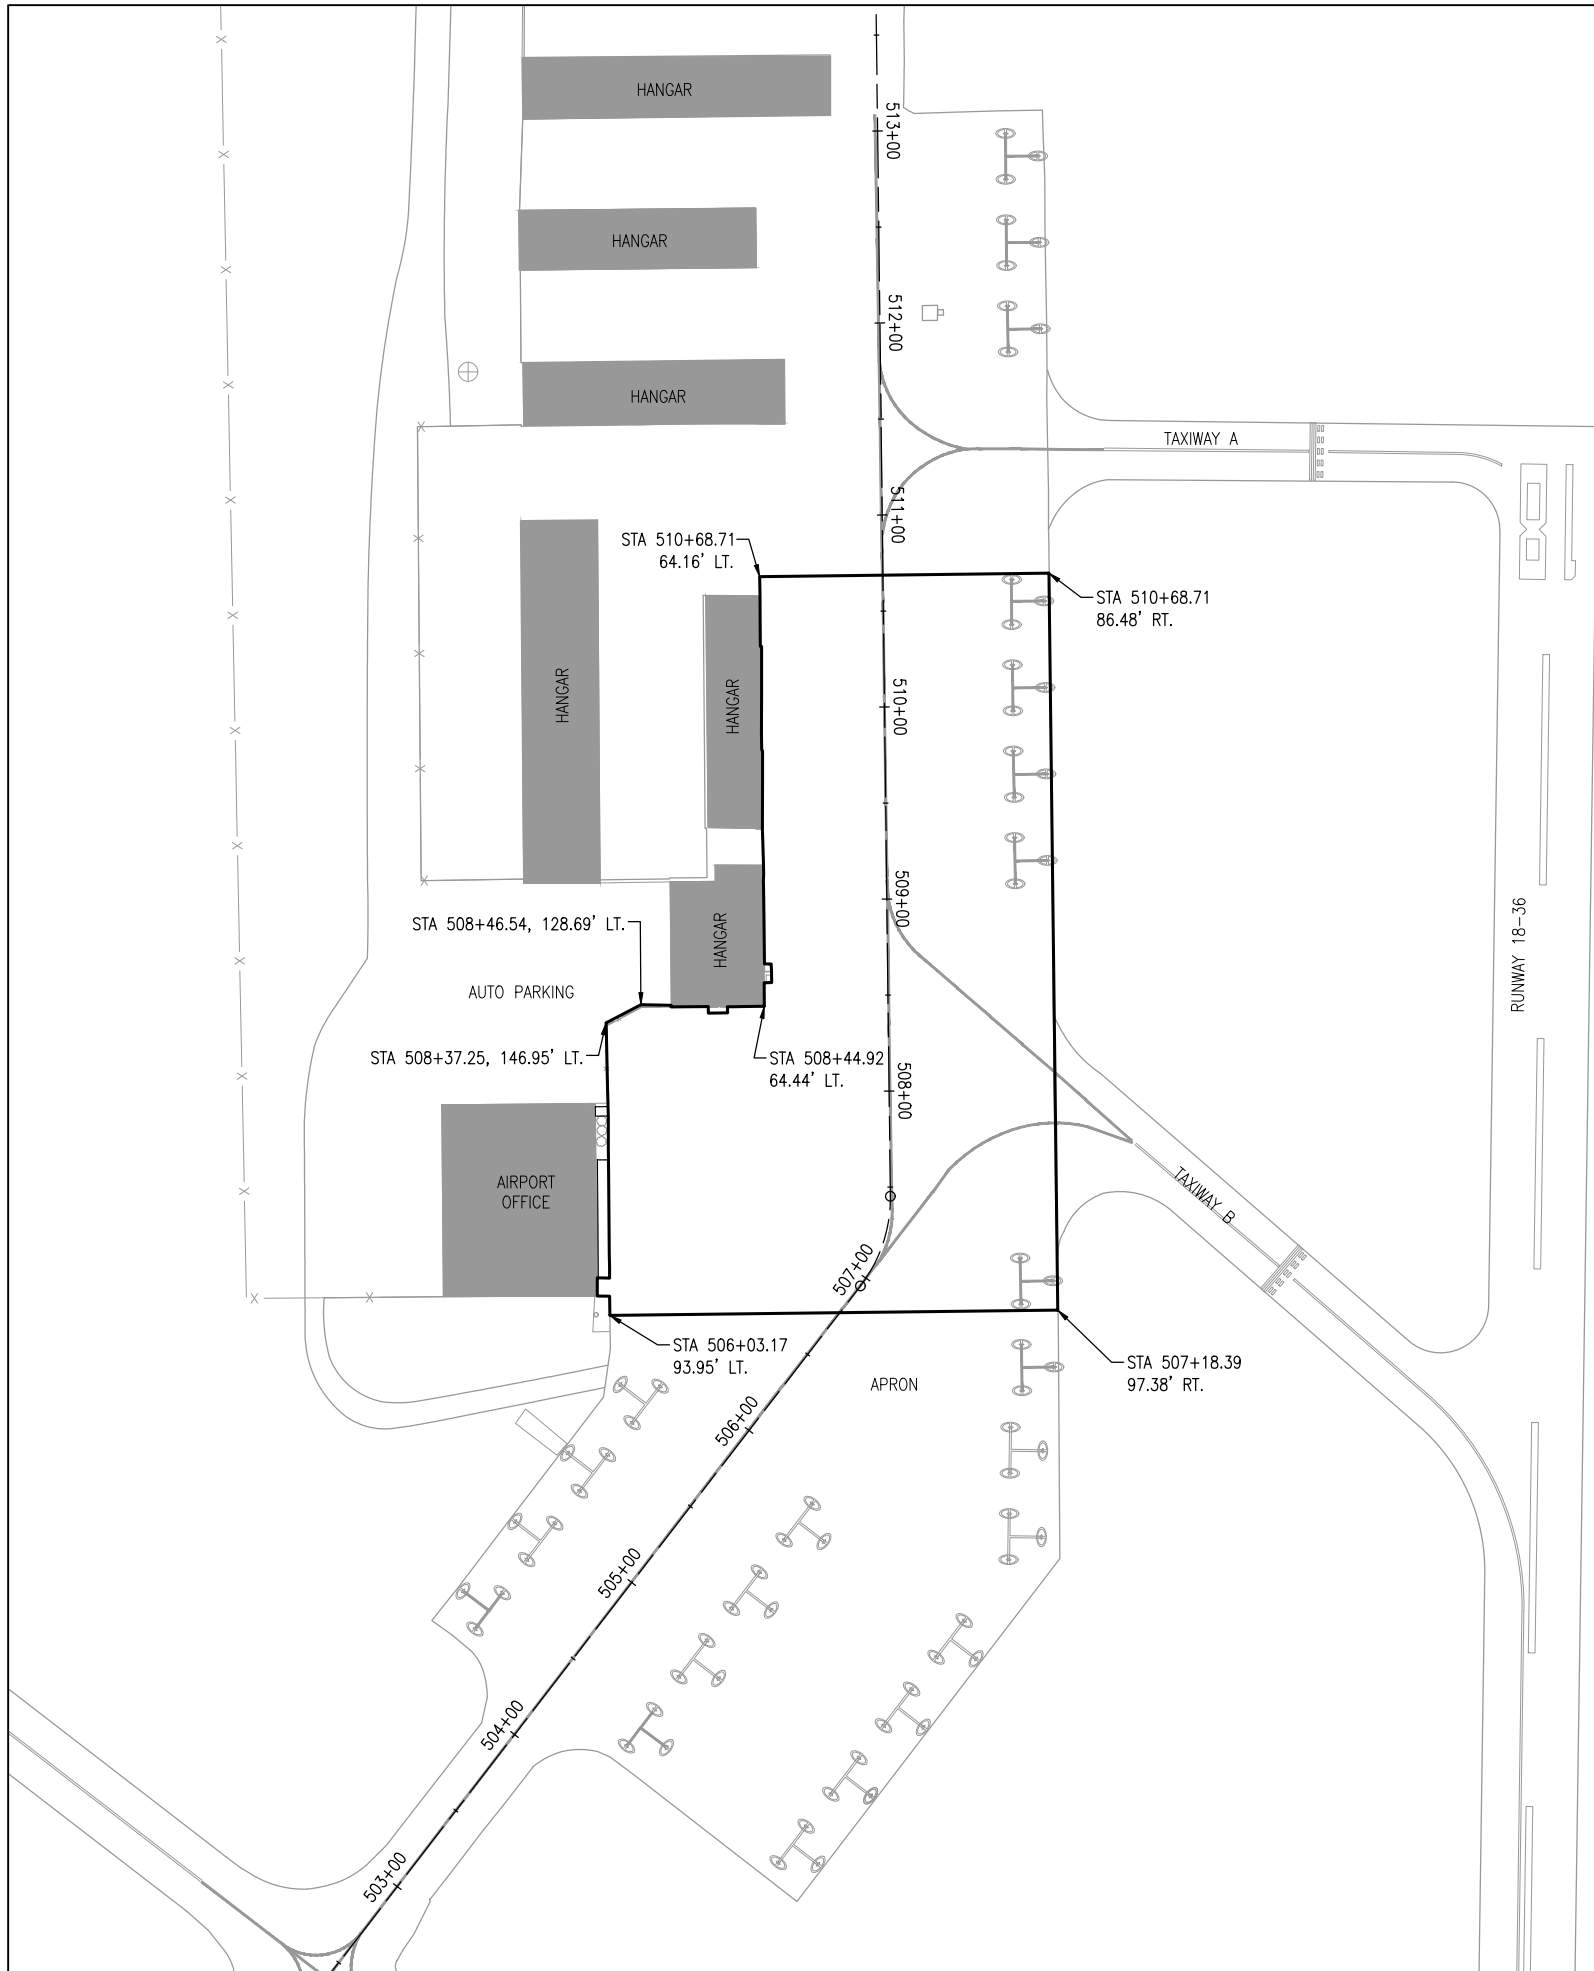 HANGAR
513+00
HANGAR
512+00
HANGAR
TAXIWAY A
511+00
STA 510+68.71
64.16' LT.
STA 510+68.71
86.48' RT.
HANGAR
HANGAR
510+00
509+00
STA 508+46.54, 128.69' LT.
HANGAR
RUNWAY 18-36
AUTO PARKING
STA 508+37.25, 146.95' LT.
STA 508+44.92
64.44' LT.
508+00
AIRPORT
OFFICE
TAXIWAY B
507+00
STA 506+03.17
93.95' LT.
STA 507+18.39
97.38' RT.
APRON
506+00
505+00
504+00
503+00